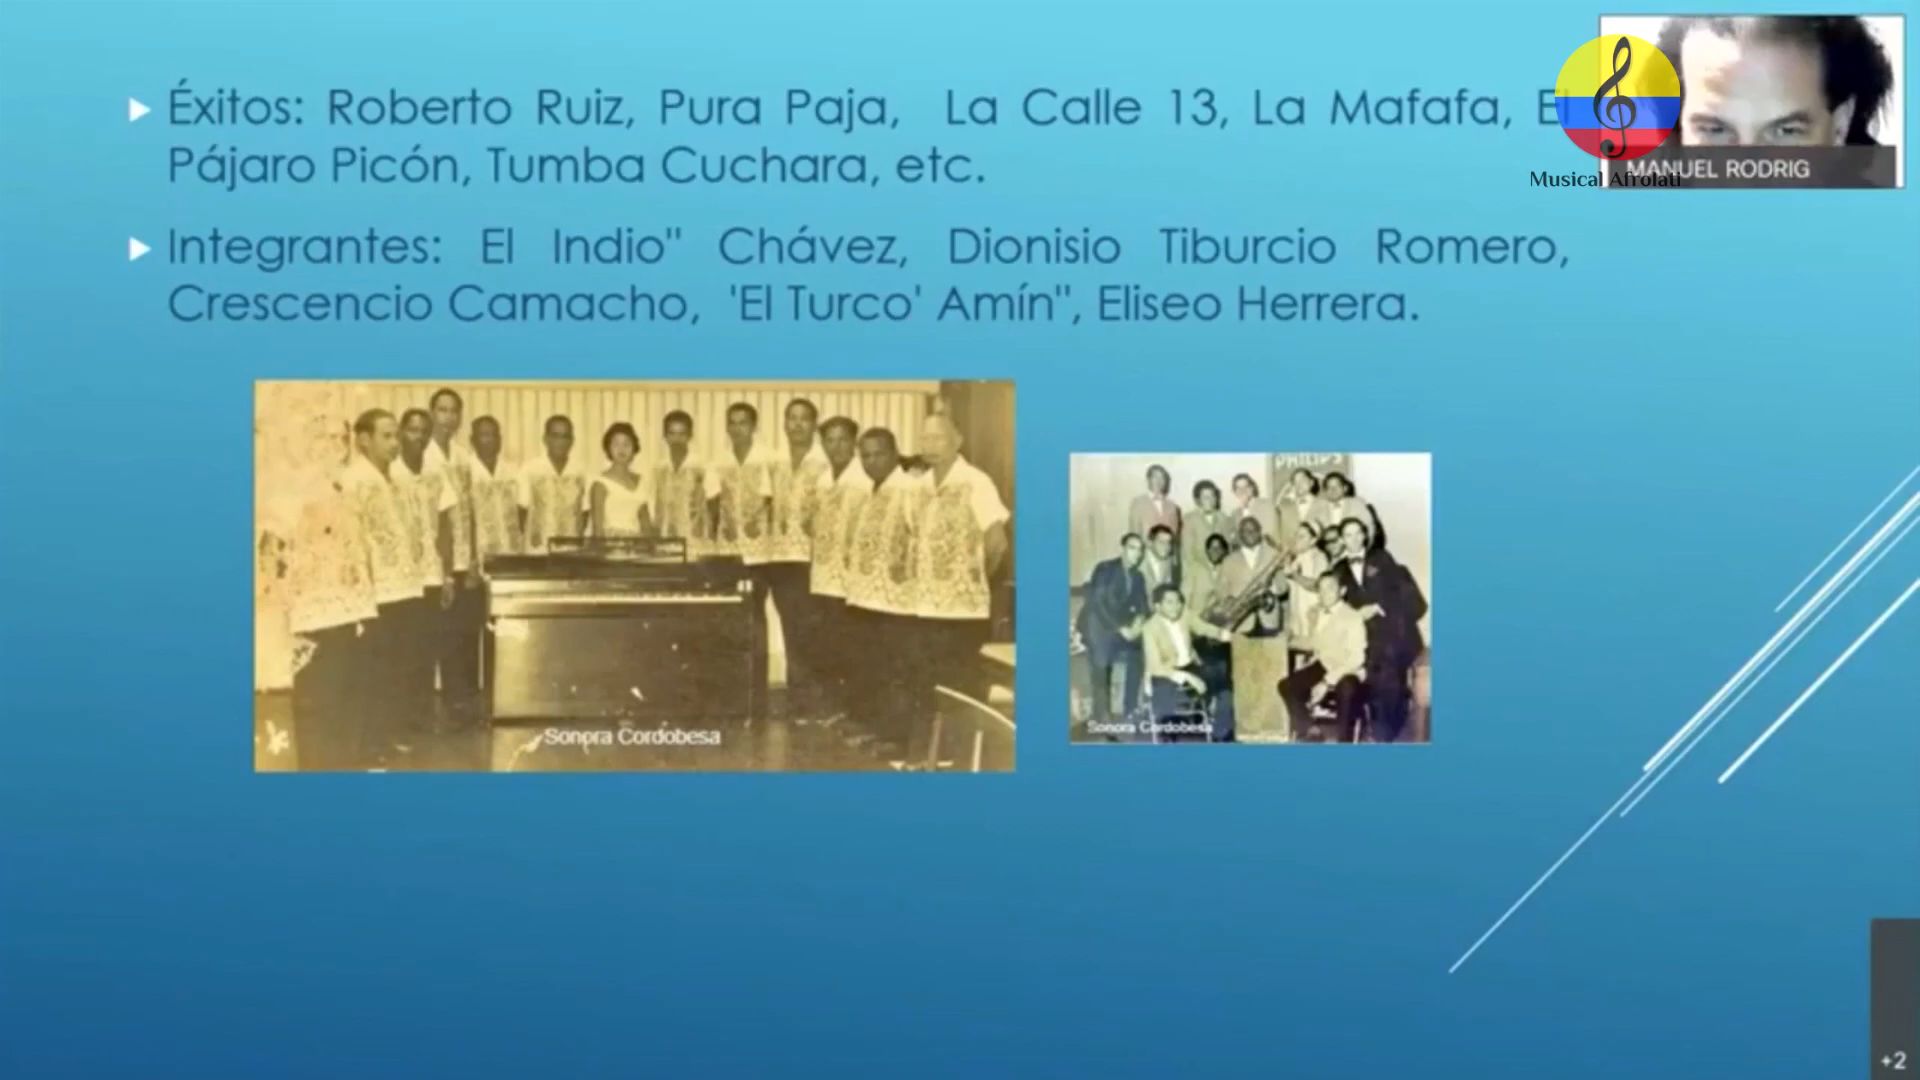 Éxitos: Roberto Ruiz, Pura Paja, La Calle 13, La Mafafa, El
Pájaro Picón, Tumba Cuchara, etc.
Integrantes: El Indio" Chávez, Dionisio Tiburcio Romero,
Crescencio Camacho, 'El Turco' Amín", Eliseo Herrera.
MANUEL RODRIG
Musical Afrolati
PHILIPS
Sonora Cordobesa
Sonora Cordobesa
+2